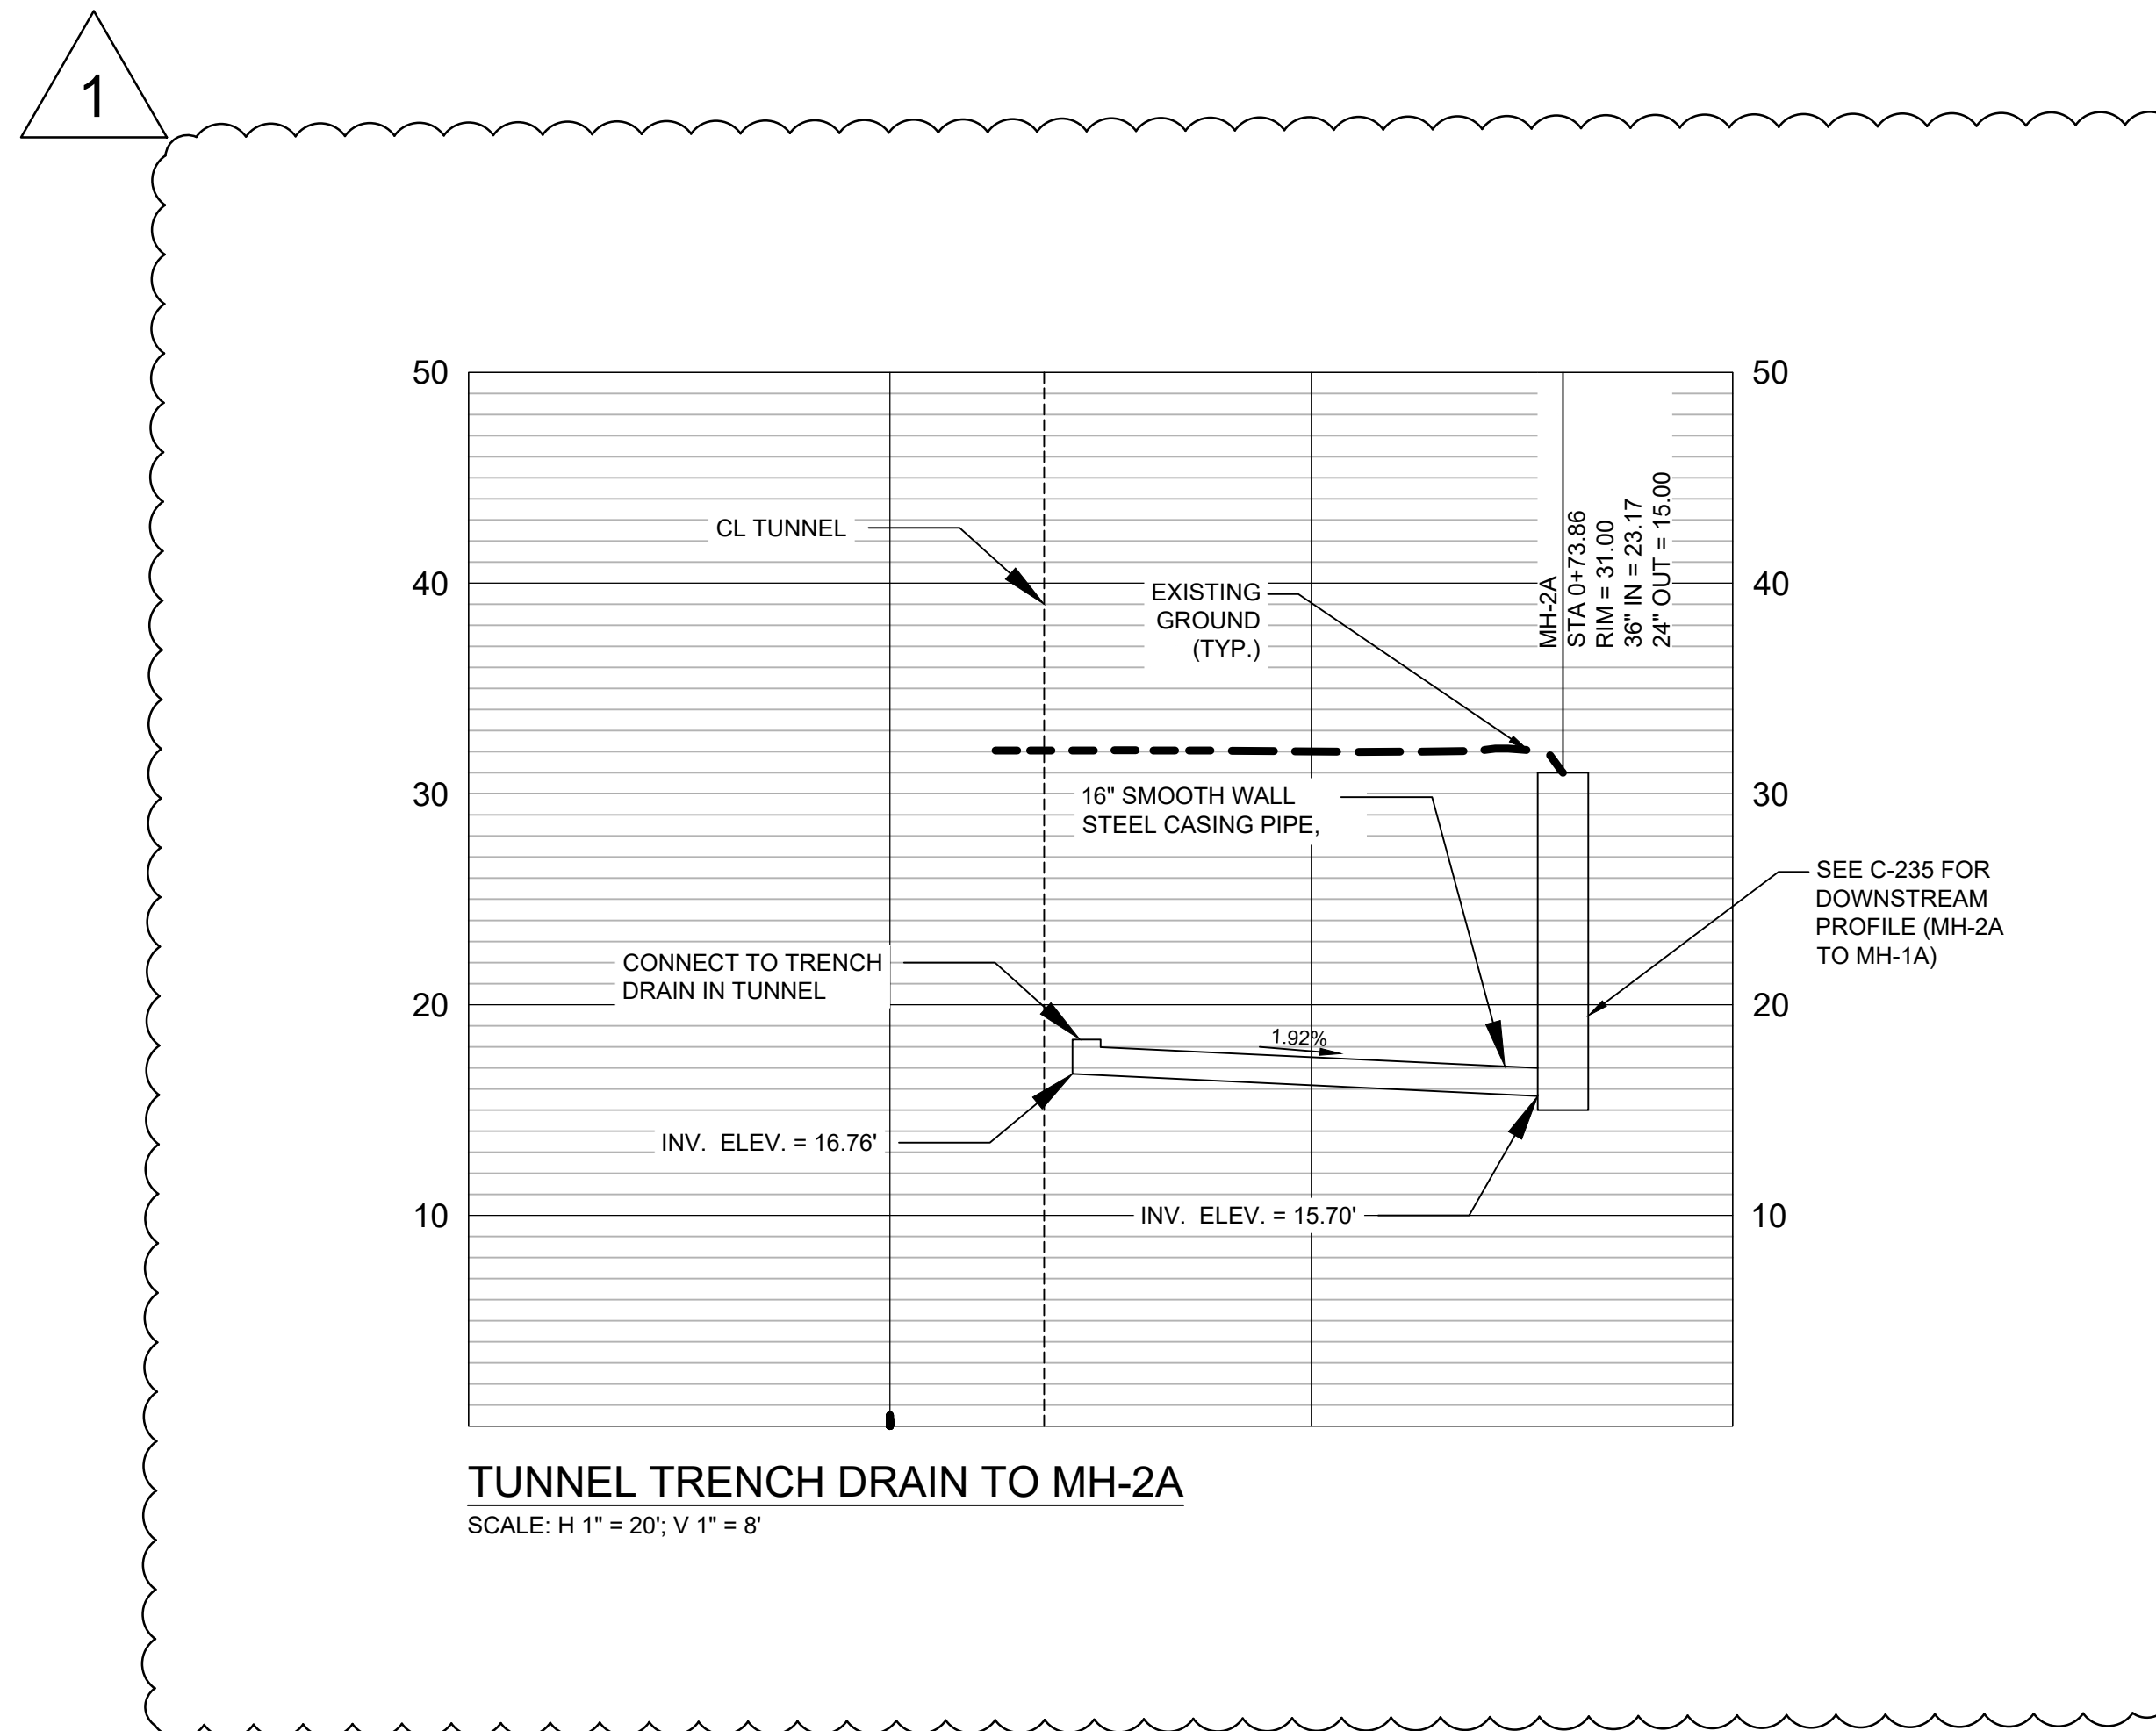 1
50
50
CL TUNNEL
40
40
EXISTING
GROUND
(TYP.)
MH-2A
STA 0+73.86
RIM = 31.00
36" IN = 23.17
24" OUT = 15.00
30
30
16" SMOOTH WALL
STEEL CASING PIPE,
SEE C-235 FOR
DOWNSTREAM
PROFILE (MH-2A
TO MH-1A)
CONNECT TO TRENCH
DRAIN IN TUNNEL
20
20
1.92%
INV. ELEV. = 16.76'
10
INV. ELEV. = 15.70'
10
TUNNEL TRENCH DRAIN TO MH-2A
SCALE: H 1" = 20'; V 1" = 8'